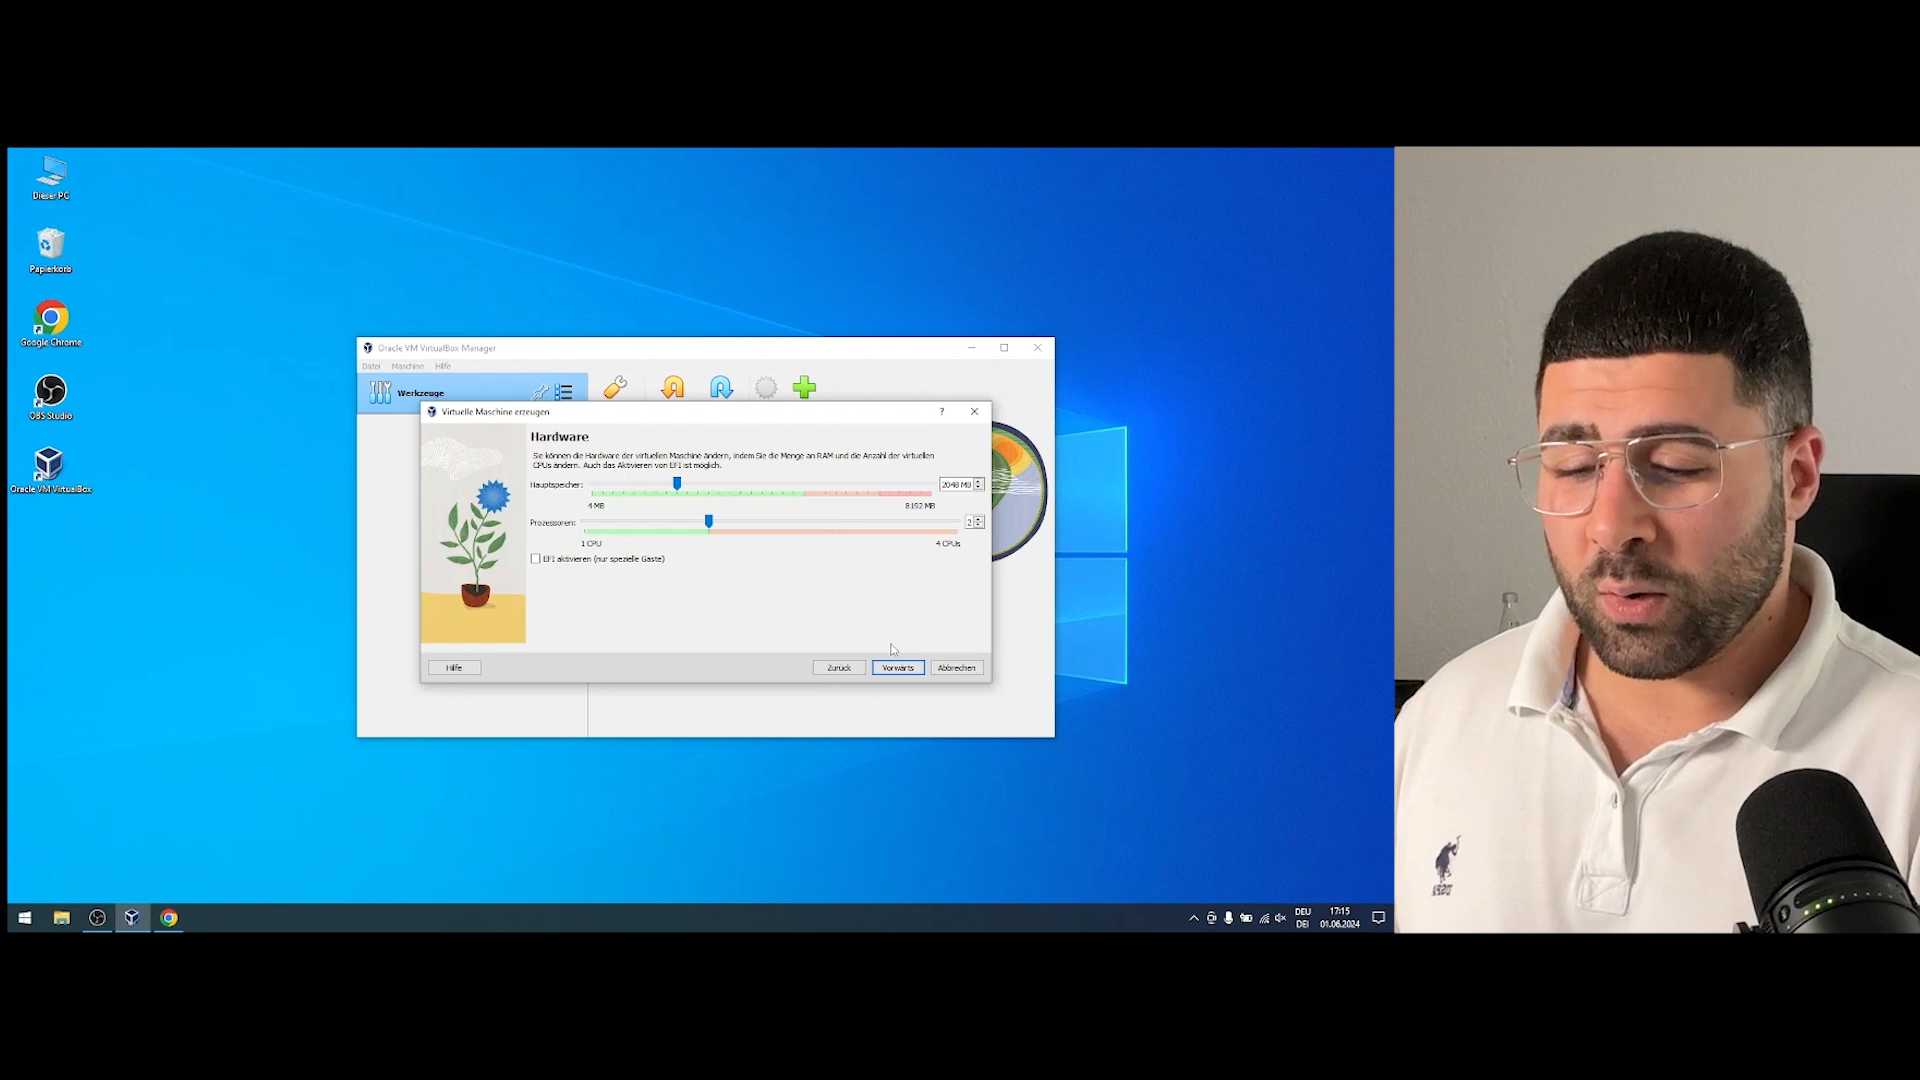 Dieser PC
Papierkorb
Google Chrome
OBS Studio
Oracle VM VirtualBox
Oracle VM VirtualBox Manager
Datei Maschine Hilfe
Werkzeuge
Virtuelle Maschine erzeugen
?
Hardware
Sie können die Hardware der virtuellen Maschine ändern, indem Sie die Menge an RAM und die Anzahl der virtuellen
CPUs ändern. Auch das Aktivieren von EFI ist möglich.
Hauptspeicher:
2048 MB
4 MB
8192 MB
Prozessoren:
2
1 CPU
4 CPUs
EFI aktivieren (nur spezielle Gäste)
Hilfe
Zurück
Vorwärts
Abbrechen
DEU
DEI
17:15
01.06.2024
USPA